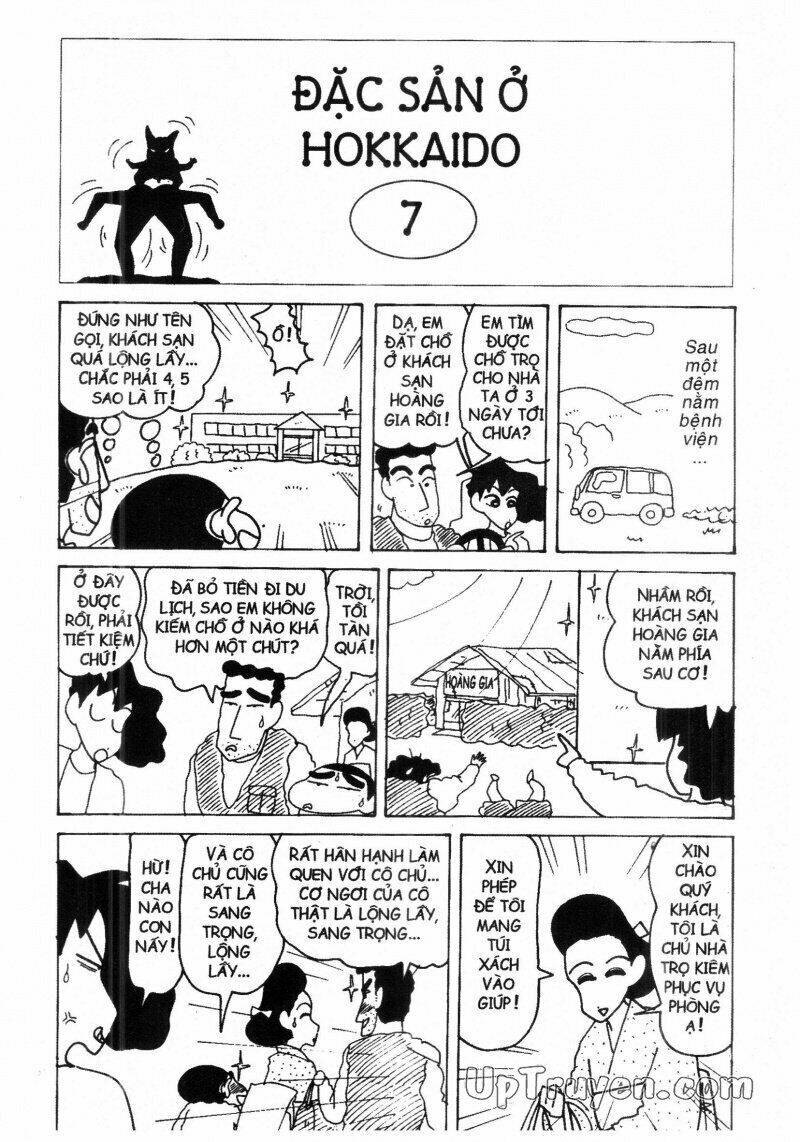 ĐẶC SẢN Ở
HOKKAIDO
7
Sau
một
đêm
nằm
bệnh
viện
...
EM TÌM
ĐƯỢC
CHỖ TRỌ
CHO NHÀ
TA Ở 3
NGÀY TỚI
CHƯA?
DẠ, EM
ĐẶT CHỖ
Ở KHÁCH
SẠN
HOÀNG
GIA RỒI!
Ồ!
ĐÚNG NHƯ TÊN
GỌI, KHÁCH SẠN
QUÁ LỘNG LẪY...
CHẮC PHẢI 4, 5
SAO LÀ ÍT!
NHẦM RỒI,
KHÁCH SẠN
HOÀNG GIA
NẰM PHÍA
SAU CƠ!
HOÀNG GIA
TRỜI,
TỒI
TÀN
QUÁ!
ĐÃ BỎ TIỀN ĐI DU
LỊCH, SAO EM KHÔNG
KIẾM CHỖ Ở NÀO KHÁ
HƠN MỘT CHÚT?
Ở ĐÂY
ĐƯỢC
RỒI, PHẢI
TIẾT KIỆM
CHỨ!
XIN
CHÀO
QUÝ
KHÁCH,
TÔI LÀ
CHỦ NHÀ
TRỌ KIÊM
PHỤC VỤ
PHÒNG
Ạ!
XIN
PHÉP
ĐỂ TÔI
MANG
TÚI
XÁCH
VÀO
GIÚP!
RẤT HÂN HẠNH LÀM
QUEN VỚI CÔ CHỦ...
CƠ NGƠI CỦA CÔ
THẬT LÀ LỘNG LẪY,
SANG TRỌNG...
VÀ CÔ
CHỦ CŨNG
RẤT LÀ
SANG
TRỌNG,
LỘNG
LẪY...
HỪ!
CHA
NÀO
CON
NẤY!
UpTruyen.com